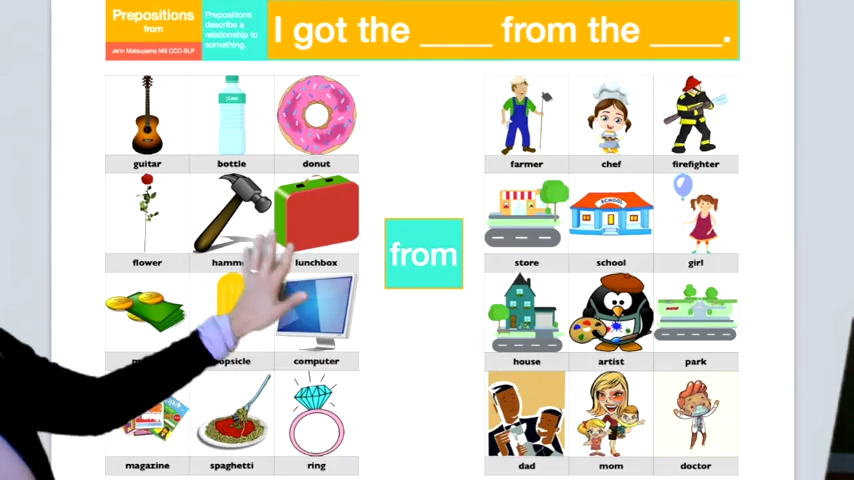 Prepositions
from
Jenn Matsuyama MS CCC-SLP
Prepositions
describe a
relationship to
something.
I got the ____ from the ____.
guitar
bottle
donut
farmer
chef
firefighter
SCHOOL
flower
lunchbox
from
store
school
girl
computer
house
artist
park
magazine
spaghetti
ring
dad
mom
doctor